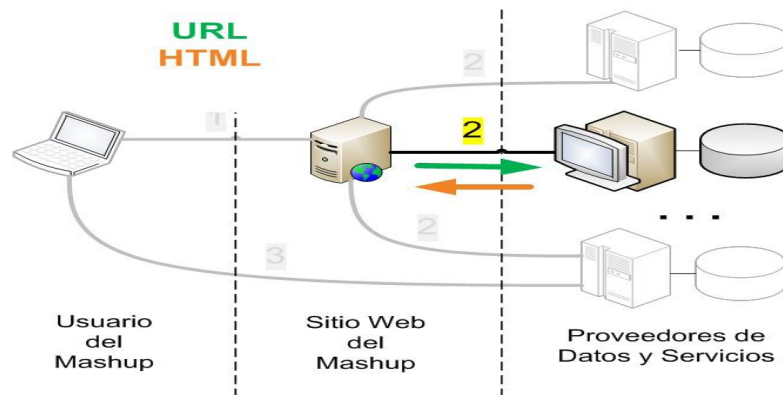 URL
HTML
2
1
2
2
3
. . .
Usuario
del
Mashup
Sitio Web
del
Mashup
Proveedores de
Datos y Servicios